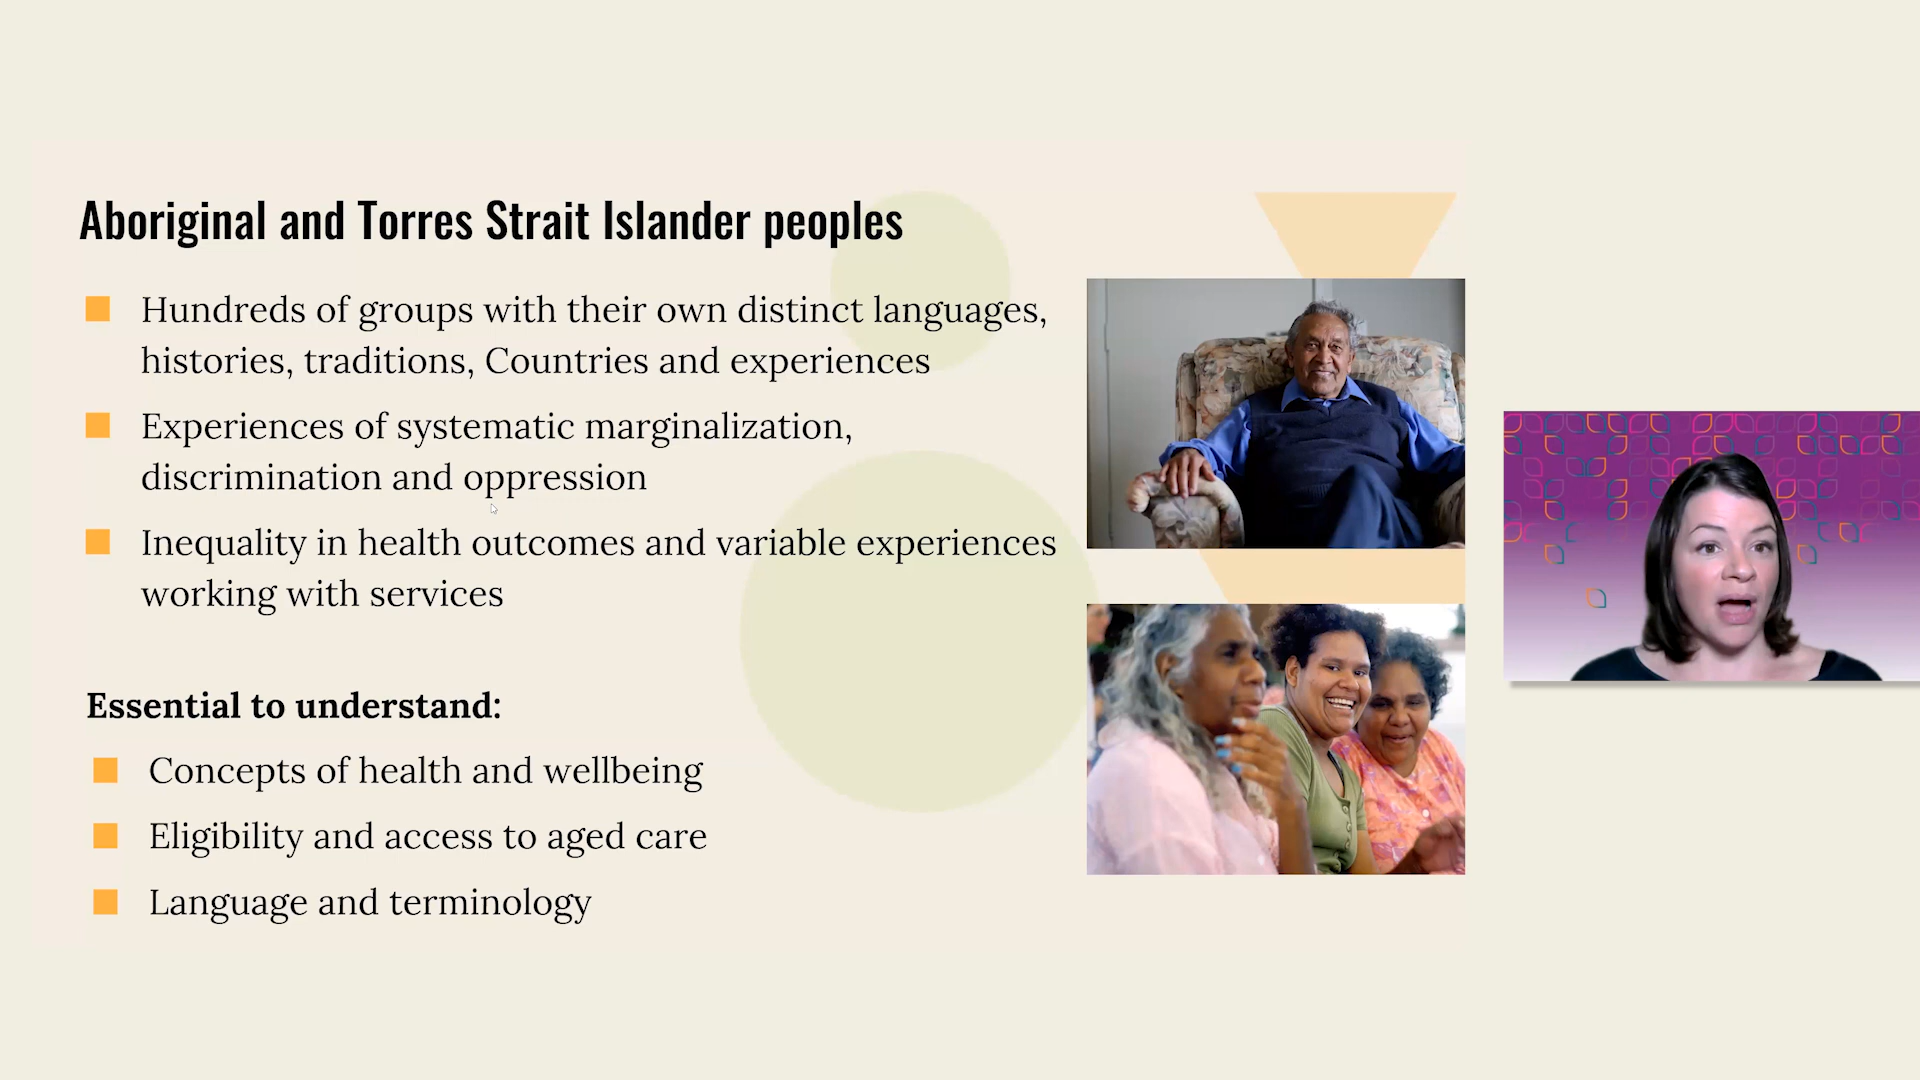 Aboriginal and Torres Strait Islander peoples
Hundreds of groups with their own distinct languages,
histories, traditions, Countries and experiences
Experiences of systematic marginalization,
discrimination and oppression
Inequality in health outcomes and variable experiences
working with services
Essential to understand:
Concepts of health and wellbeing
Eligibility and access to aged care
Language and terminology